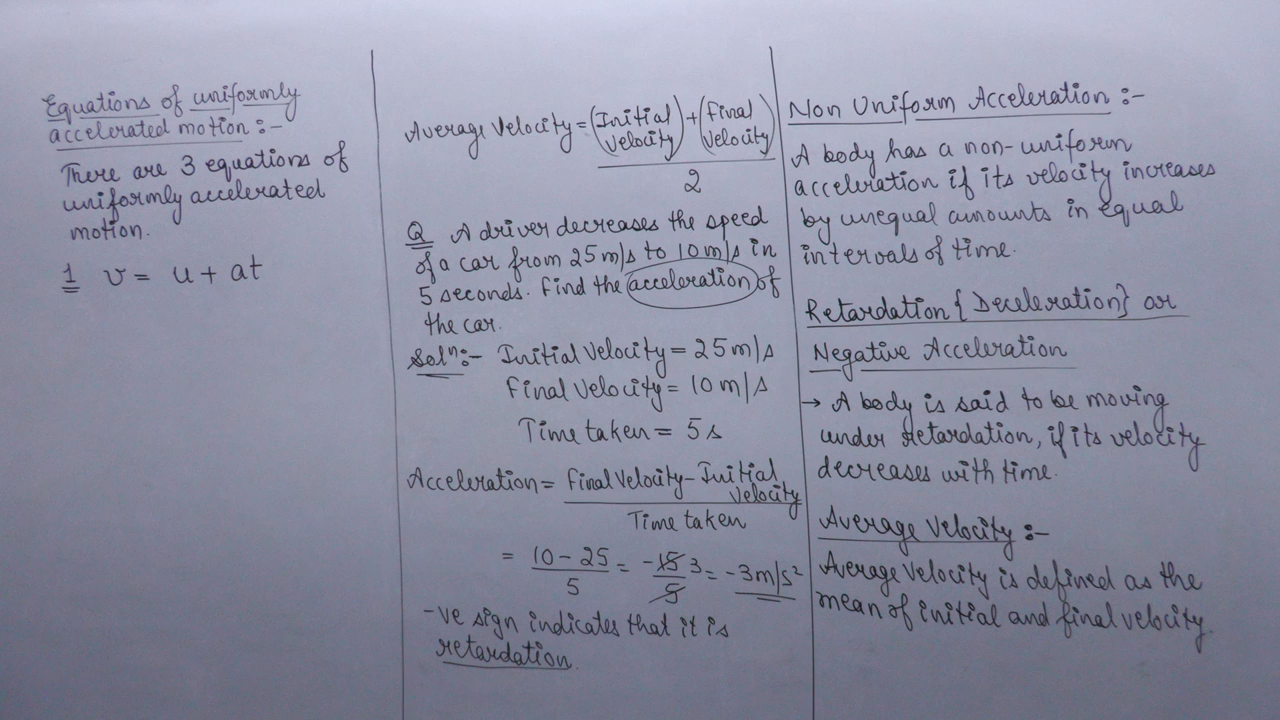 Equations of uniformly
accelerated motion :-
There are 3 equations of
uniformly accelerated
motion.
1 v = u + at
Average Velocity = (Initial Velocity) + (Final Velocity)
2
Q A driver decreases the speed
of a car from 25 m/s to 10 m/s in
5 seconds. Find the acceleration of
the car.
Solⁿ:- Initial Velocity = 25 m/s
Final Velocity = 10 m/s
Time taken = 5 s
Acceleration = Final Velocity - Initial Velocity
Time taken
= 10 - 25 / 5 = -15 / 5 3 = -3 m/s²
-ve sign indicates that it is
retardation.
Non Uniform Acceleration :-
A body has a non-uniform
acceleration if its velocity increases
by unequal amounts in equal
intervals of time.
Retardation {Deceleration} or
Negative Acceleration
→ A body is said to be moving
under retardation, if its velocity
decreases with time.
Average Velocity :-
Average Velocity is defined as the
mean of initial and final velocity.